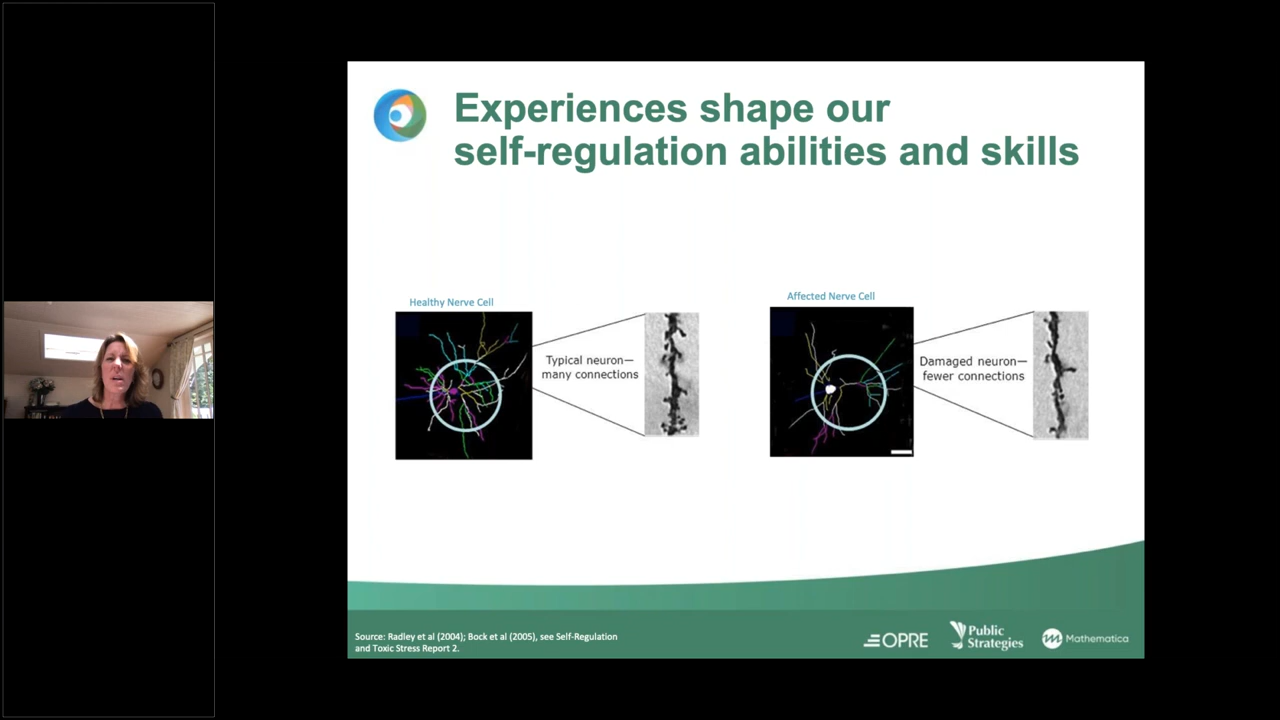 Experiences shape our
self-regulation abilities and skills
Healthy Nerve Cell
Typical neuron—
many connections
Affected Nerve Cell
Damaged neuron—
fewer connections
Source: Radley et al (2004); Bock et al (2005), see Self-Regulation
and Toxic Stress Report 2.
OPRE
Public
Strategies
Mathematica